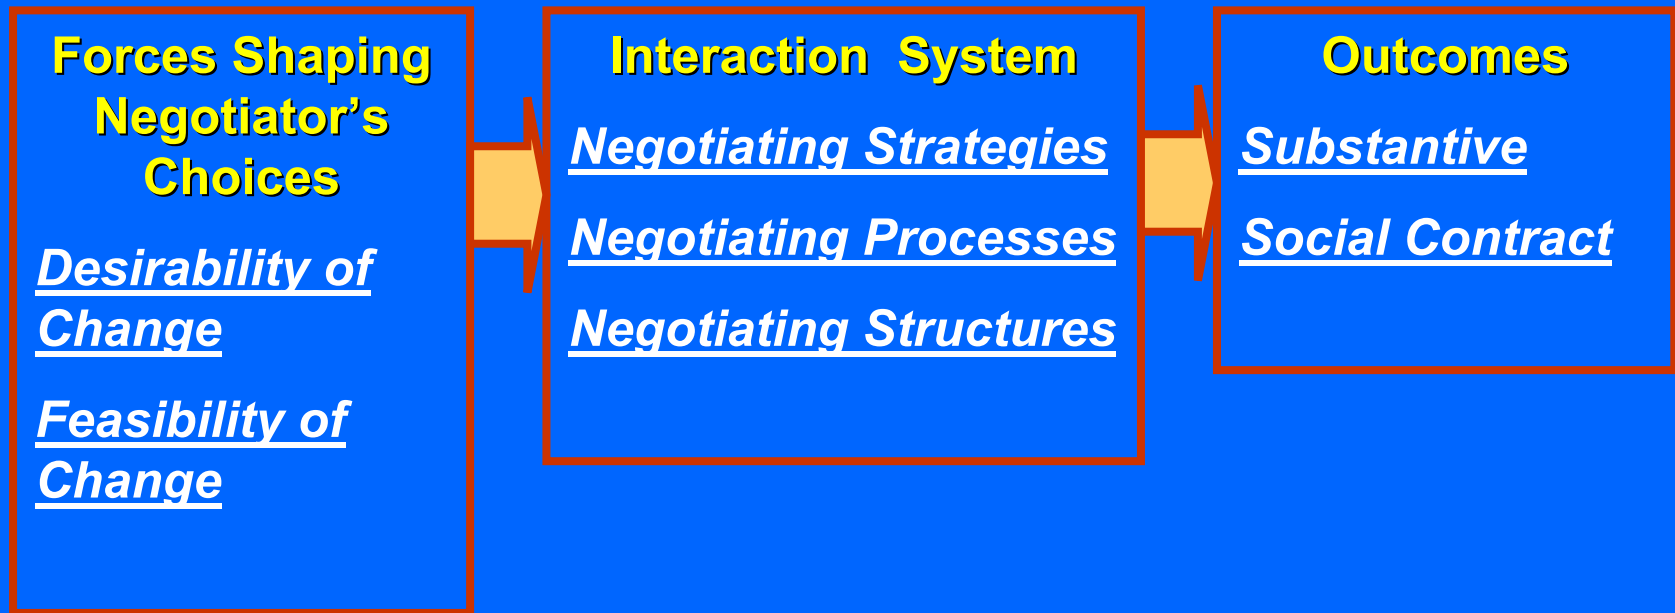 Forces Shaping
Negotiator’s
Choices
Desirability of
Change
Feasibility of
Change
Interaction System
Negotiating Strategies
Negotiating Processes
Negotiating Structures
Outcomes
Substantive
Social Contract